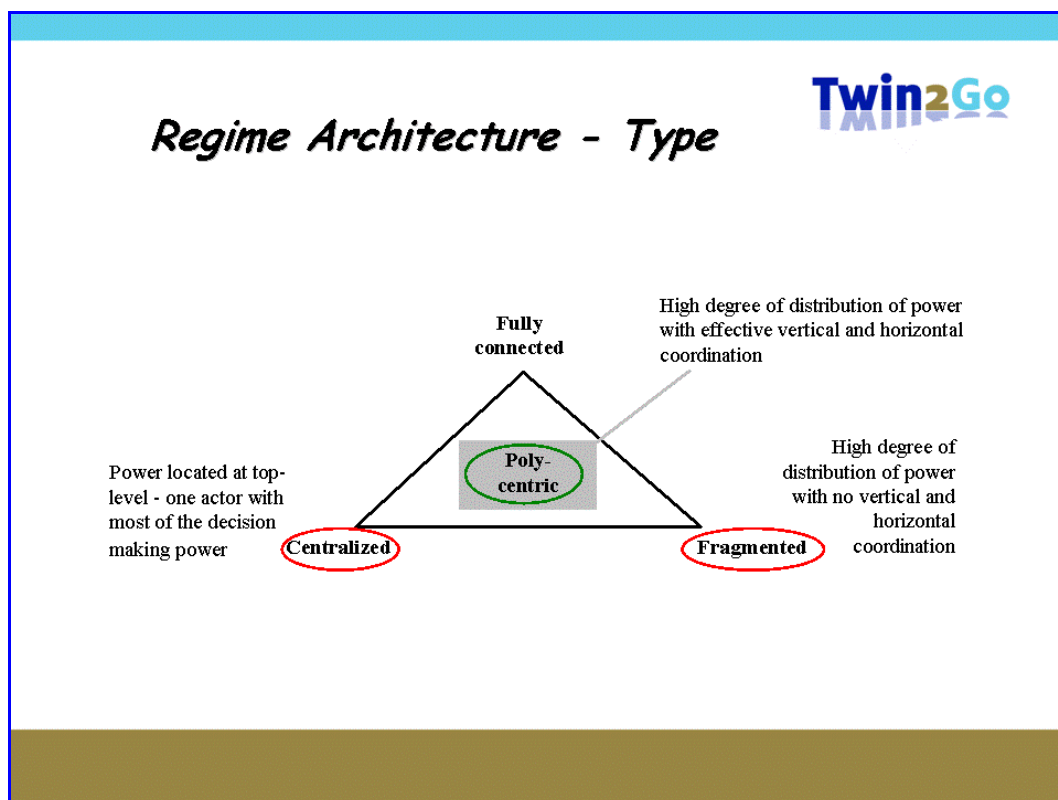 Twin2Go
Regime Architecture - Type
Fully
connected
High degree of distribution of power
with effective vertical and horizontal
coordination
Poly-
centric
Power located at top-
level - one actor with
most of the decision
making power
Centralized
High degree of
distribution of power
with no vertical and
horizontal
coordination
Fragmented